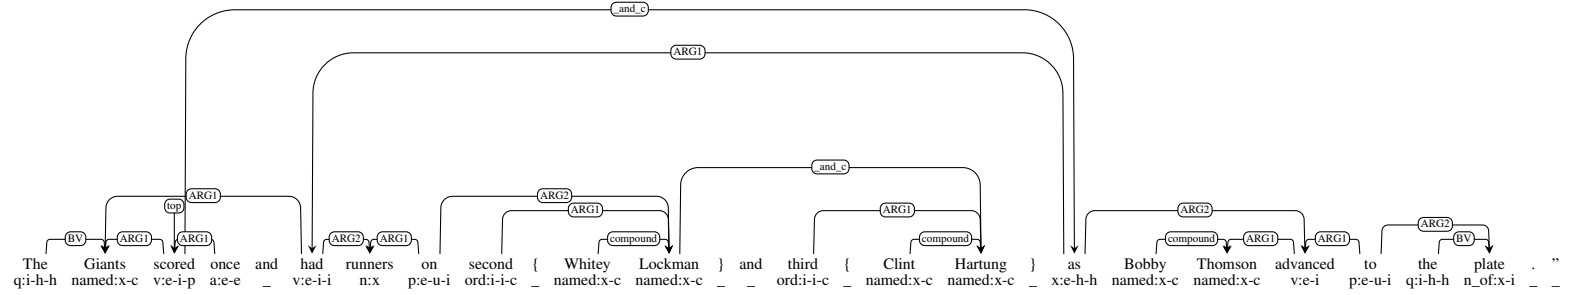 _and_c
ARG1
_and_c
ARG1 ARG2 ARG2
top ARG1 ARG1 ARG2
BV ARG1 ARG1 ARG2 ARG1 compound compound compound ARG1 ARG1 BV
The Giants scored once and had runners on second { Whitey Lockman } and third { Clint Hartung } as Bobby Thomson advanced to the plate . ”
q:i-h-h named:x-c v:e-i-p a:e-e _ v:e-i-i n:x p:e-u-i ord:i-i-c _ named:x-c named:x-c _ _ ord:i-i-c _ named:x-c named:x-c _ x:e-h-h named:x-c named:x-c v:e-i p:e-u-i q:i-h-h n_of:x-i _ _